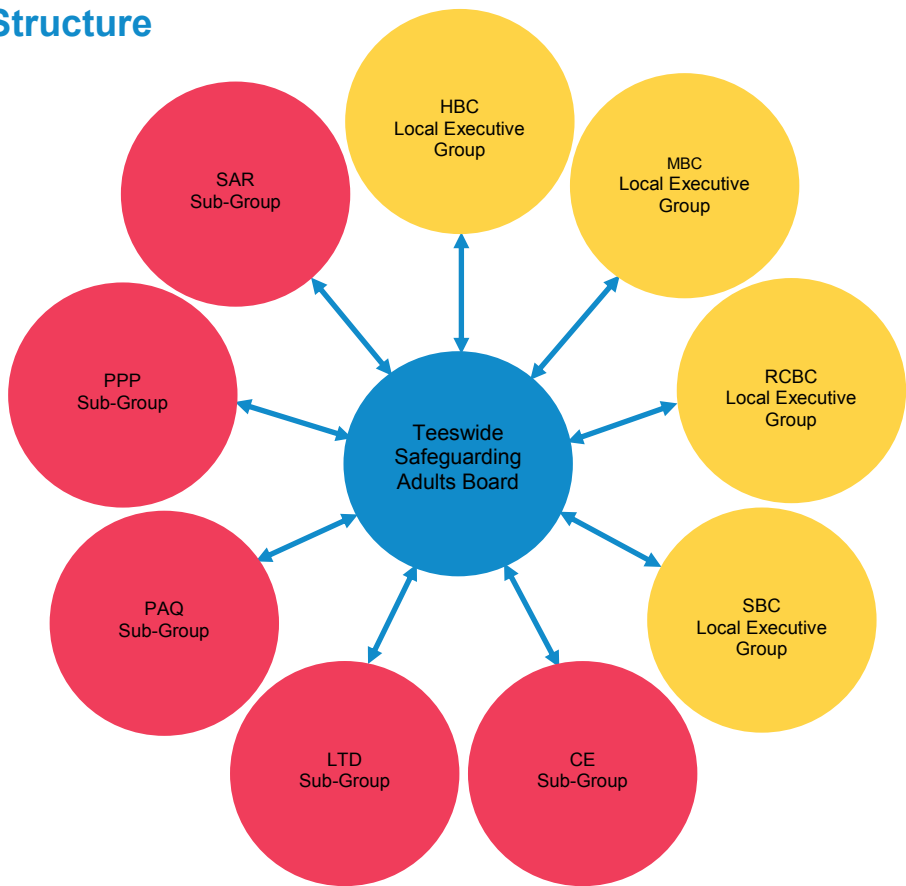 Structure
HBC
Local Executive
Group
MBC
Local Executive
Group
RCBC
Local Executive
Group
SBC
Local Executive
Group
CE
Sub-Group
LTD
Sub-Group
PAQ
Sub-Group
PPP
Sub-Group
SAR
Sub-Group
Teeswide
Safeguarding
Adults Board